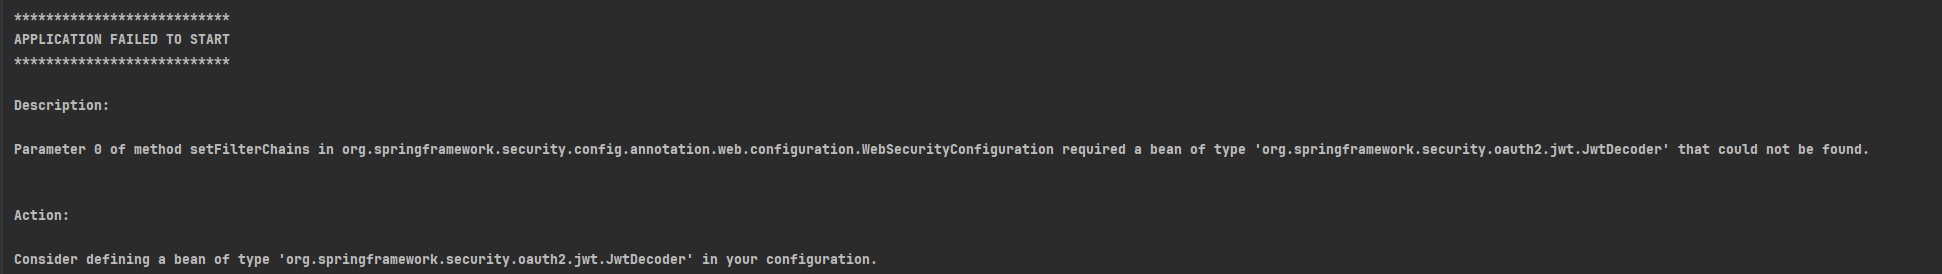 ***************************
APPLICATION FAILED TO START
***************************
Description:
Parameter 0 of method setFilterChains in org.springframework.security.config.annotation.web.configuration.WebSecurityConfiguration required a bean of type 'org.springframework.security.oauth2.jwt.JwtDecoder' that could not be found.
Action:
Consider defining a bean of type 'org.springframework.security.oauth2.jwt.JwtDecoder' in your configuration.